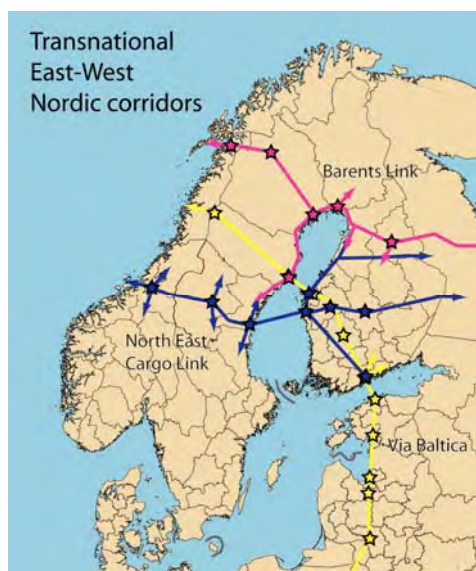 Transnational
East-West
Nordic corridors
Barents Link
North East
Cargo Link
Via Baltica